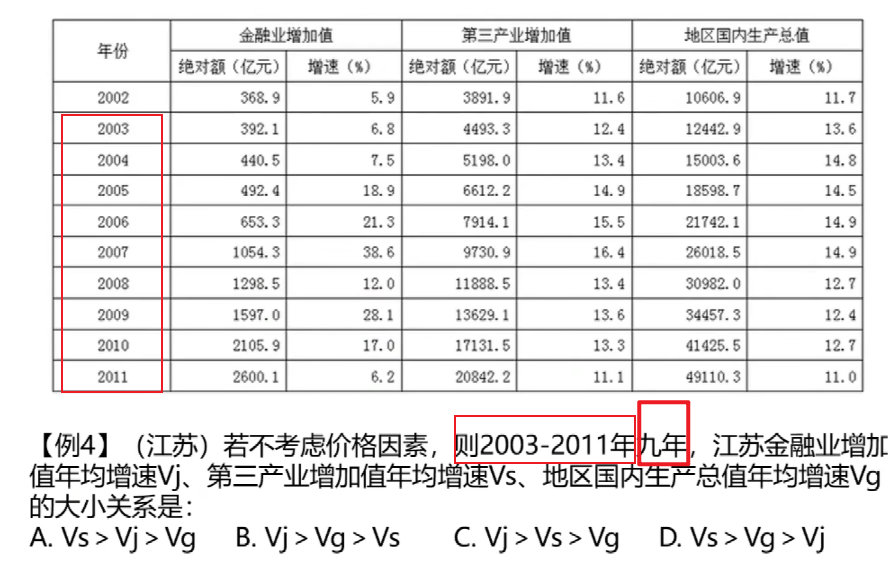 年份 金融业增加值 第三产业增加值 地区国内生产总值
绝对额（亿元） 增速（%） 绝对额（亿元） 增速（%） 绝对额（亿元） 增速（%）
2002 368.9 5.9 3891.9 11.6 10606.9 11.7
2003 392.1 6.8 4493.3 12.4 12442.9 13.6
2004 440.5 7.5 5198.0 13.4 15003.6 14.8
2005 492.4 18.9 6612.2 14.9 18598.7 14.5
2006 653.3 21.3 7914.1 15.5 21742.1 14.9
2007 1054.3 38.6 9730.9 16.4 26018.5 14.9
2008 1298.5 12.0 11888.5 13.4 30982.0 12.7
2009 1597.0 28.1 13629.1 13.6 34457.3 12.4
2010 2105.9 17.0 17131.5 13.3 41425.5 12.7
2011 2600.1 6.2 20842.2 11.1 49110.3 11.0
【例4】（江苏）若不考虑价格因素，则2003-2011年九年，江苏金融业增加
值年均增速Vj、第三产业增加值年均增速Vs、地区国内生产总值年均增速Vg
的大小关系是：
A. Vs＞Vj＞Vg B. Vj＞Vg＞Vs C. Vj＞Vs＞Vg D. Vs＞Vg＞Vj